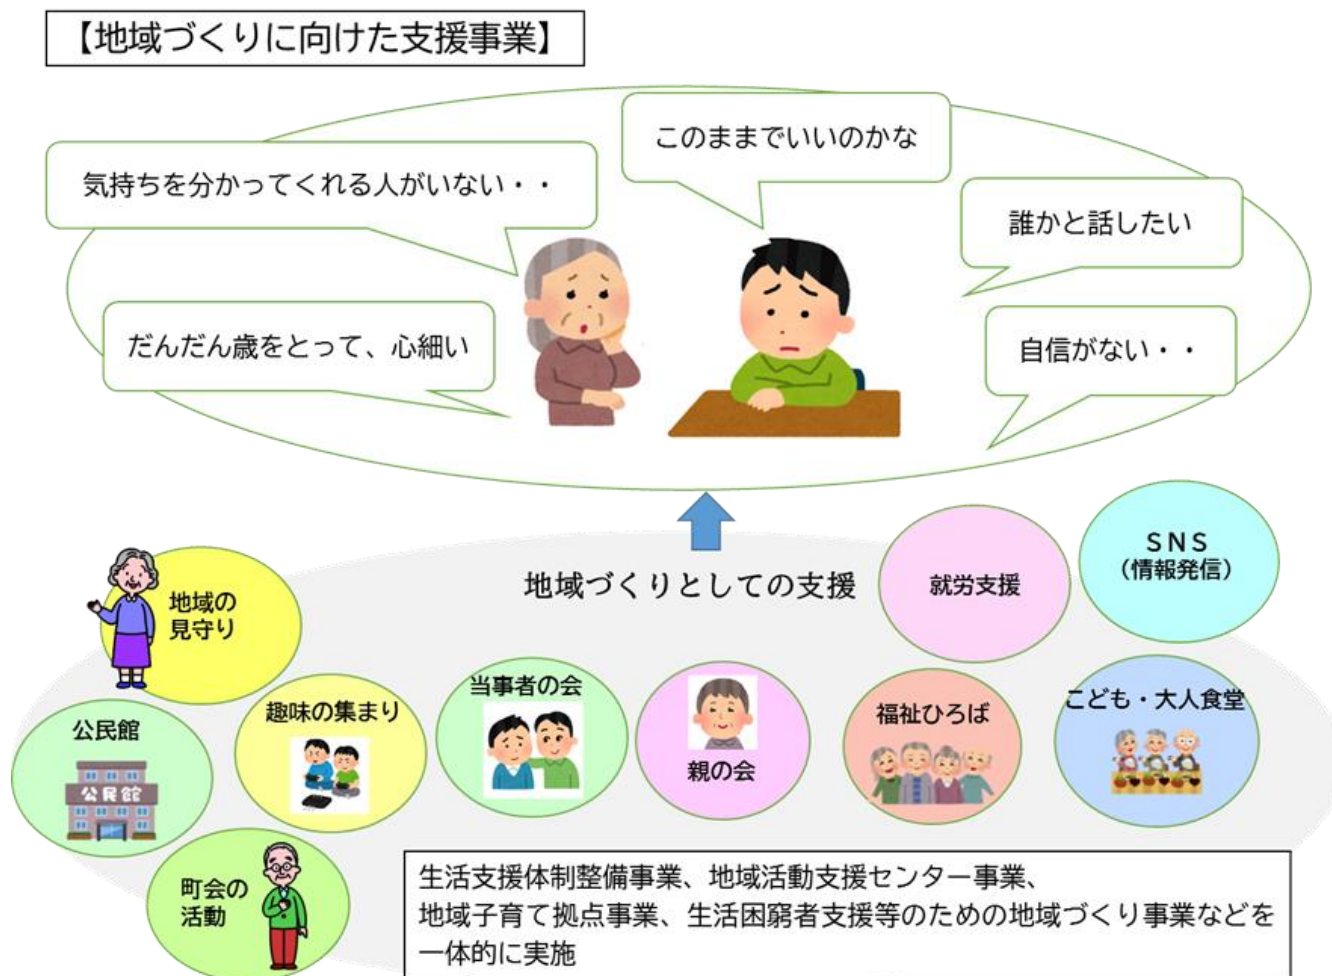 【地域づくりに向けた支援事業】
このままでいいのかな
気持ちを分かってくれる人がいない・・
誰かと話したい
だんだん歳をとって、心細い
自信がない・・
地域づくりとしての支援
就労支援
ＳＮＳ
（情報発信）
地域の
見守り
公民館
公民館
趣味の集まり
当事者の会
親の会
福祉ひろば
こども・大人食堂
町会の
活動
生活支援体制整備事業、地域活動支援センター事業、
地域子育て拠点事業、生活困窮者支援等のための地域づくり事業などを
一体的に実施